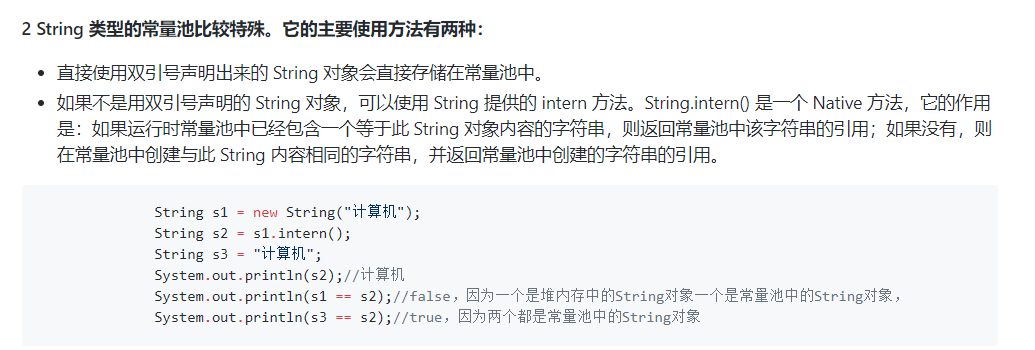 2 String 类型的常量池比较特殊。它的主要使用方法有两种：
• 直接使用双引号声明出来的 String 对象会直接存储在常量池中。
• 如果不是用双引号声明的 String 对象，可以使用 String 提供的 intern 方法。String.intern() 是一个 Native 方法，它的作用
是：如果运行时常量池中已经包含一个等于此 String 对象内容的字符串，则返回常量池中该字符串的引用；如果没有，则
在常量池中创建与此 String 内容相同的字符串，并返回常量池中创建的字符串的引用。
String s1 = new String("计算机");
String s2 = s1.intern();
String s3 = "计算机";
System.out.println(s2);//计算机
System.out.println(s1 == s2);//false，因为一个是堆内存中的String对象一个是常量池中的String对象，
System.out.println(s3 == s2);//true，因为两个都是常量池中的String对象